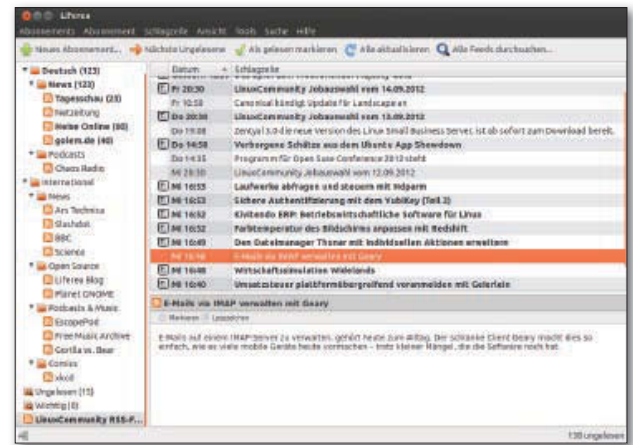 Liferea
Abonnements Abonnement Schlagzeile Ansicht Tools Suche Hilfe
Neues Abonnement... Nächste Ungelesene Als gelesen markieren Alle aktualisieren Alle Feeds durchsuchen...
Deutsch (123)
News (123)
Tagesschau (23)
Netzeitung
Heise Online (60)
golem.de (40)
Podcasts
Chaos Radio
International
News
Ars Technica
Slashdot
BBC
Science
Open Source
Liferea Blog
Planet GNOME
Podcasts & Music
EscapePod
Free Music Archive
Gorilla vs. Bear
Comics
xkcd
Ungelesen (15)
Wichtig (0)
LinuxCommunity RSS-F...
Datum Schlagzeile
Fr 20:30 LinuxCommunity Jobauswahl vom 14.09.2012
Fr 10:58 Canonical kündigt Update für Landscape an
Do 20:30 LinuxCommunity Jobauswahl vom 13.09.2012
Do 19:08 Zentyal 3.0 die neue Version des Linux Small Business Server, ist ab sofort zum Download bereit.
Do 14:58 Verborgene Schätze aus dem Ubuntu App Showdown
Do 14:35 Programm für Open Suse Conference 2012 steht
Mi 20:30 LinuxCommunity Jobauswahl vom 12.09.2012
Mi 16:53 Laufwerke abfragen und steuern mit Hdparm
Mi 16:53 Sichere Authentifizierung mit dem YubiKey (Teil 2)
Mi 16:52 Kivitendo ERP: Betriebswirtschaftliche Software für Linux
Mi 16:52 Farbtemperatur des Bildschirms anpassen mit Redshift
Mi 16:49 Den Dateimanager Thunar mit individuellen Aktionen erweitern
Mi 16:48 E-Mails via IMAP verwalten mit Geary
Mi 16:48 Wirtschaftssimulation Widelands
Mi 16:40 Umsatzsteuer plattformübergreifend voranmelden mit Geierlein
E-Mails via IMAP verwalten mit Geary
Markieren Lesezeichen
E-Mails auf einem IMAP-Server zu verwalten, gehört heute zum Alltag. Der schlanke Client Geary macht dies so
einfach, wie es viele mobile Geräte heute vormachen – trotz kleiner Mängel, die die Software noch hat.
138 ungelesen